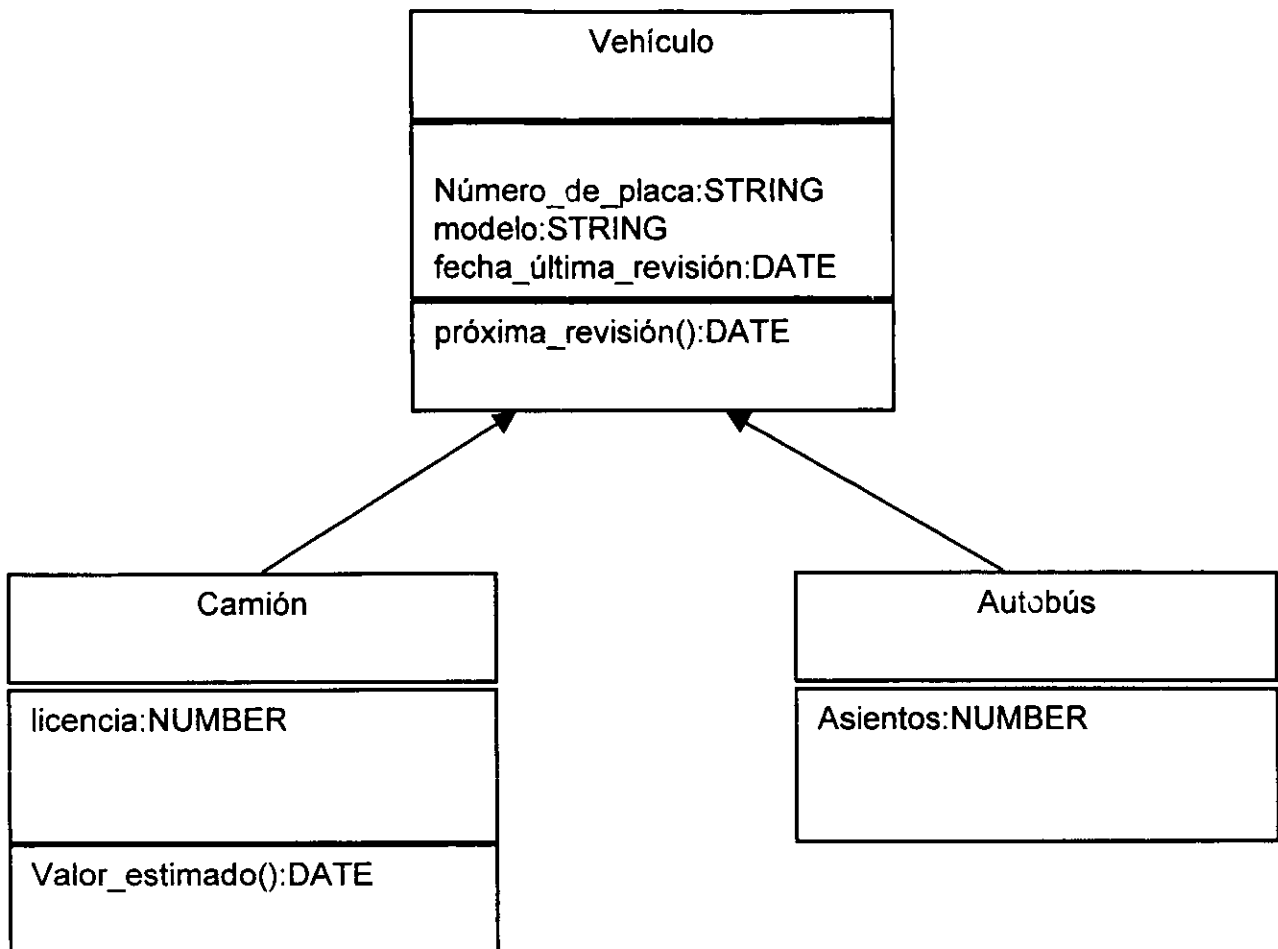 Vehículo
Número_de_placa:STRING
modelo:STRING
fecha_última_revisión:DATE
próxima_revisión():DATE
Camión
licencia:NUMBER
Valor_estimado():DATE
Autobús
Asientos:NUMBER